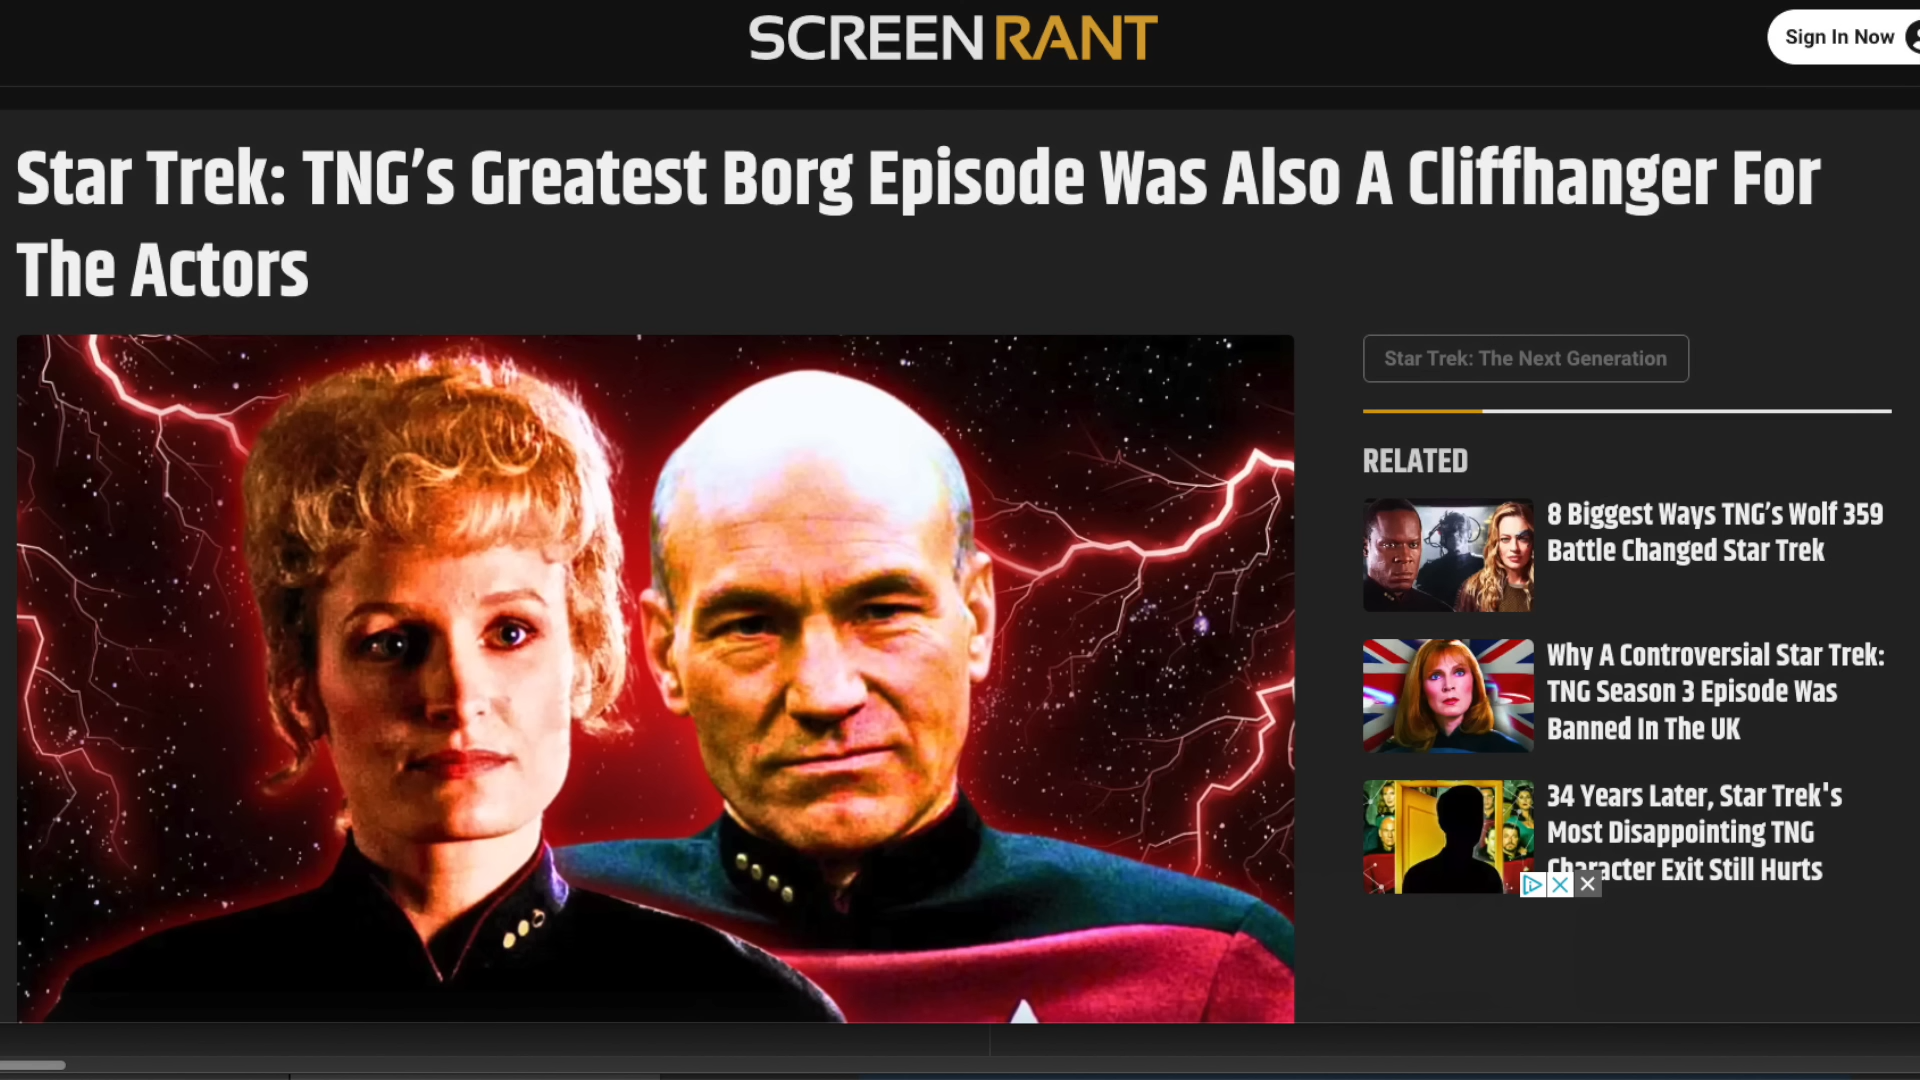 SCREENRANT
Sign In Now
Star Trek: TNG’s Greatest Borg Episode Was Also A Cliffhanger For
The Actors
Star Trek: The Next Generation
RELATED
8 Biggest Ways TNG’s Wolf 359
Battle Changed Star Trek
Why A Controversial Star Trek:
TNG Season 3 Episode Was
Banned In The UK
34 Years Later, Star Trek's
Most Disappointing TNG
Character Exit Still Hurts